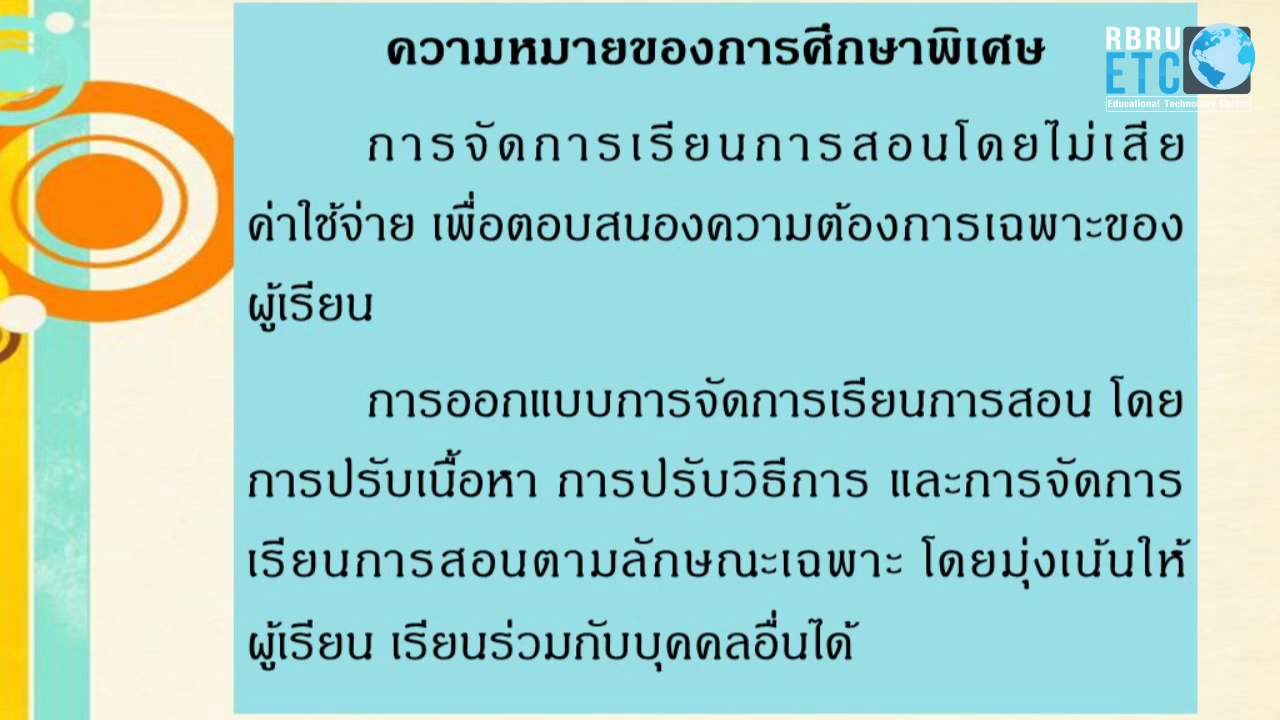 ความหมายของการศึกษาพิเศษ
RBRU
ETC
Educational Technology Center
การจัดการเรียนการสอนโดยไม่เสีย
ค่าใช้จ่าย เพื่อตอบสนองความต้องการเฉพาะของ
ผู้เรียน
การออกแบบการจัดการเรียนการสอน โดย
การปรับเนื้อหา การปรับวิธีการ และการจัดการ
เรียนการสอนตามลักษณะเฉพาะ โดยมุ่งเน้นให้
ผู้เรียน เรียนร่วมกับบุคคลอื่นได้